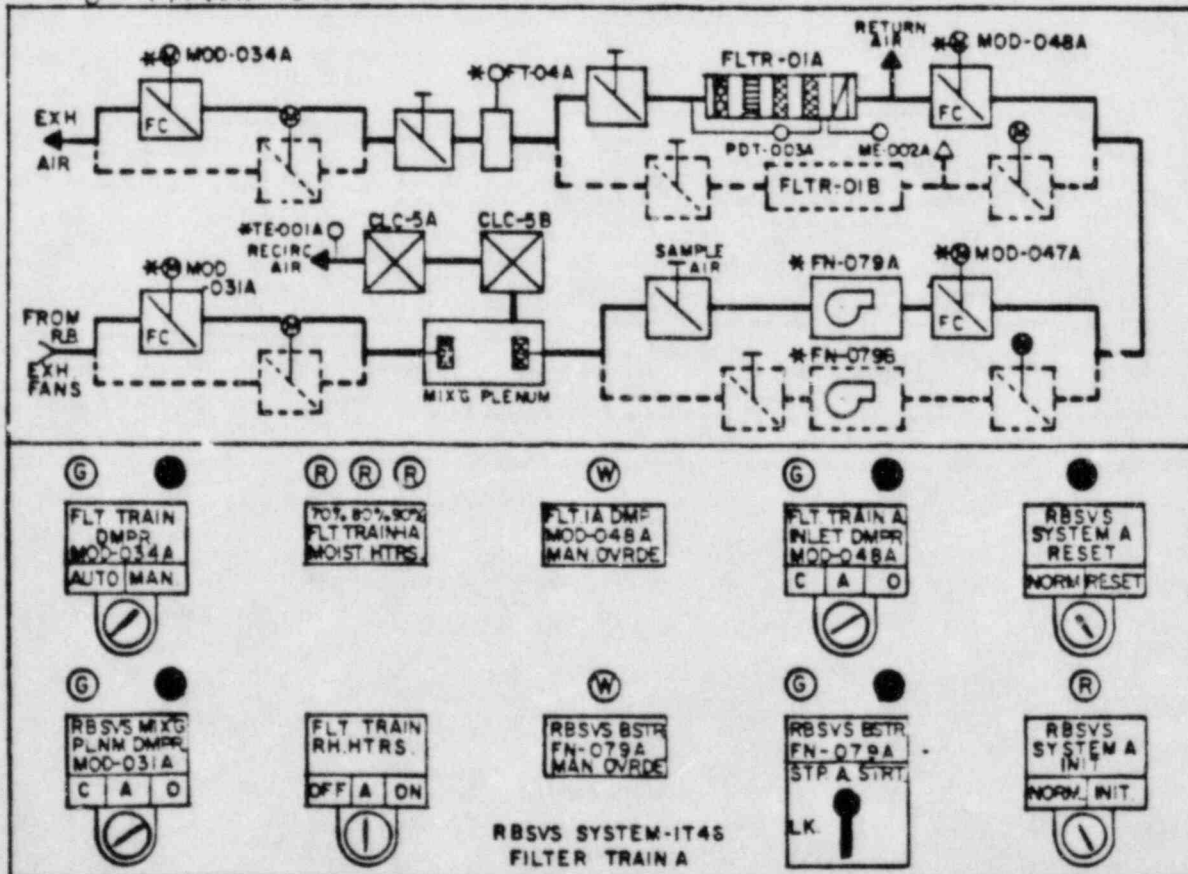 RETURN
AIR
*Ⓜ MOD-034A
* FT-04A
FLTR-01A
*Ⓜ MOD-048A
EXH
AIR
FC
FC
PDT-003A
ME-002A
FLTR-01B
*TE-001A
RECIRC
AIR
CLC-5A
CLC-5B
*Ⓜ MOD
-031A
SAMPLE
AIR
* FN-079A
*Ⓜ MOD-047A
FROM
R.B.
EXH
FANS
FC
FC
MIX'G PLENUM
* FN-079B
G
R R R
W
G
FLT TRAIN
DMPR
MOD-034A
AUTO MAN.
70% 80% 90%
FLT TRAIN-1A
MOIST HTRS.
FLT. 1A DMP.
MOD-048A
MAN OVRDE
FLT. TRAIN A
INLET DMPR
MOD-048A
C A O
RBSVS
SYSTEM A
RESET
NORM RESET
G
W
G
R
RBSVS MIX'G
PLNM DMPR
MOD-031A
C A O
FLT. TRAIN
RH.HTRS.
OFF A ON
RBSVS BSTR
FN-079A
MAN OVRDE
RBSVS BSTR
FN-079A
STP. A STRT.
LK.
RBSVS
SYSTEM A
INIT.
NORM. INIT.
RBSVS SYSTEM-1T46
FILTER TRAIN A